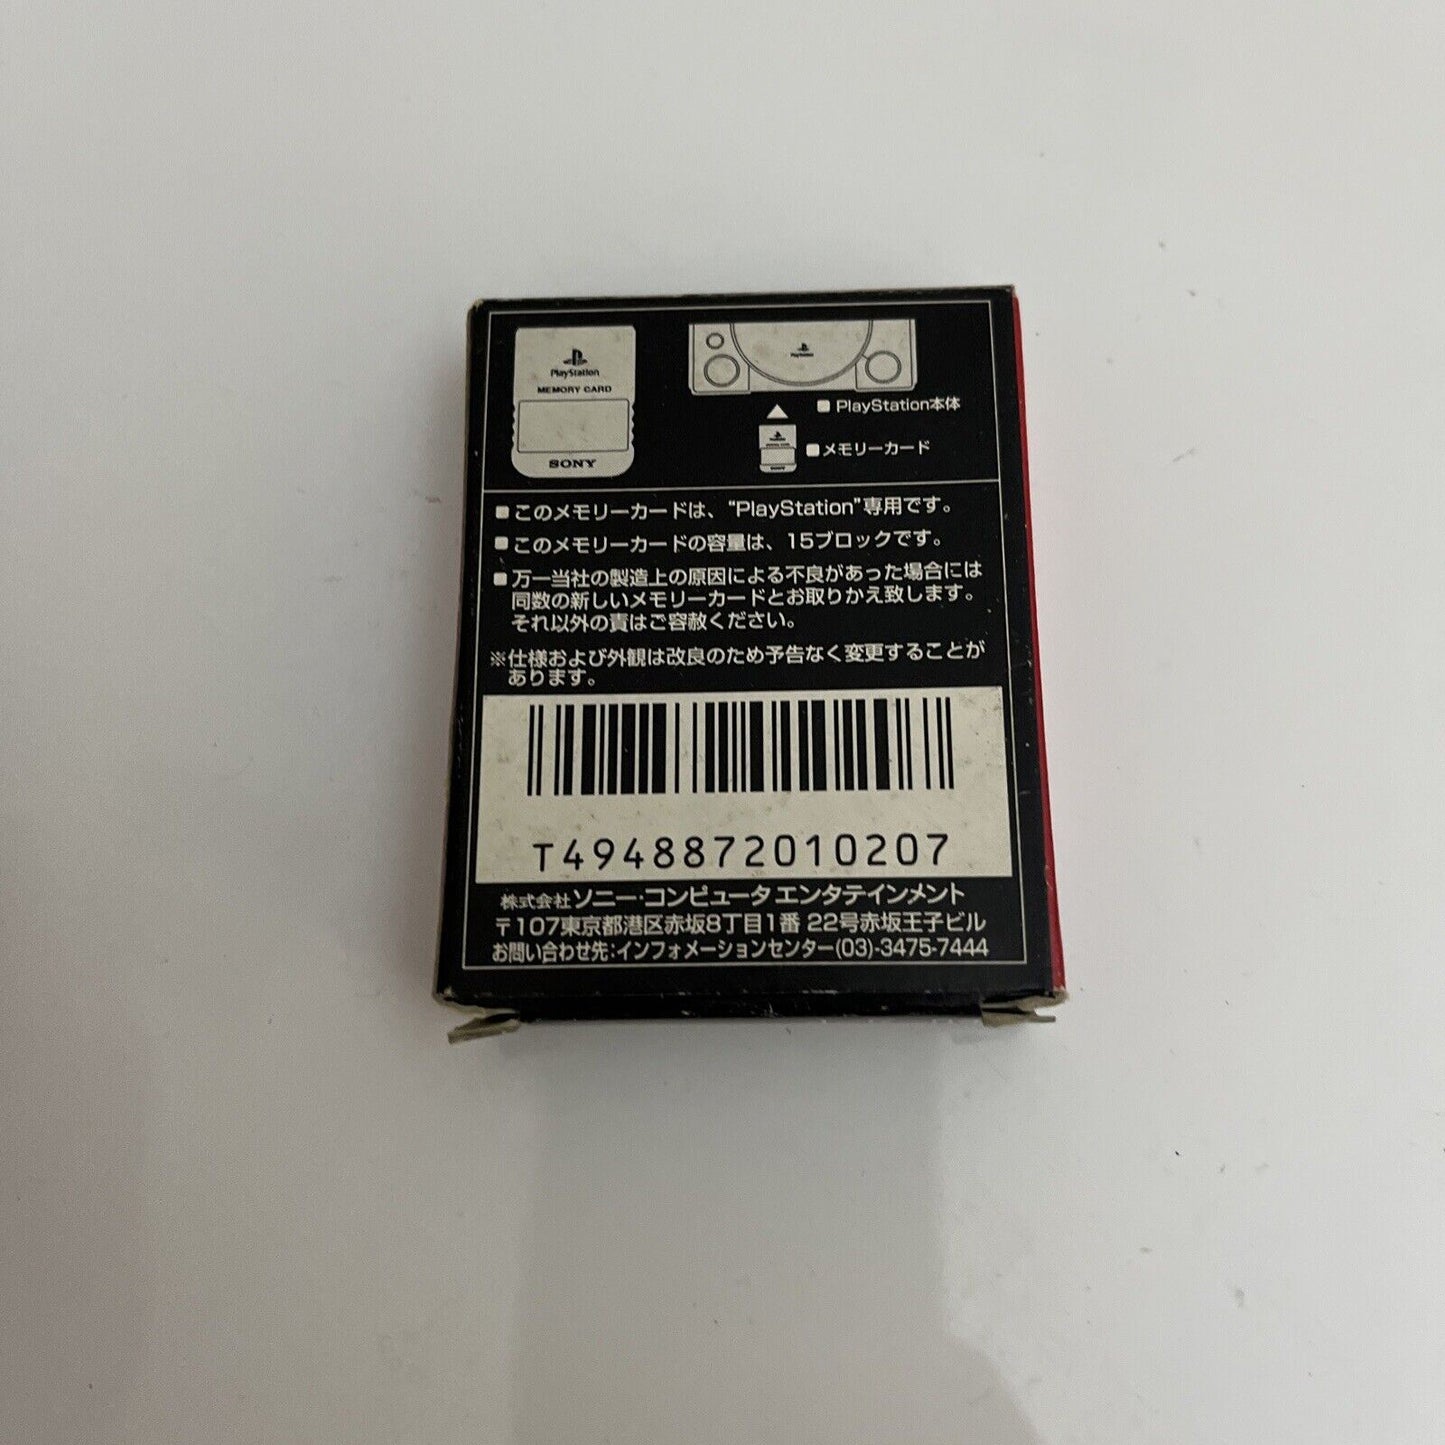 PlayStation
MEMORY CARD
SONY
PlayStation
■PlayStation本体
■メモリーカード
■このメモリーカードは、“PlayStation”専用です。
■このメモリーカードの容量は、15ブロックです。
■万一当社の製造上の原因による不良があった場合には
同数の新しいメモリーカードとお取りかえ致します。
それ以外の責はご容赦ください。
※仕様および外観は改良のため予告なく変更することが
あります。
T4948872010207
株式会社ソニー・コンピュータエンタテインメント
〒107東京都港区赤坂8丁目1番 22号赤坂王子ビル
お問い合わせ先:インフォメーションセンター(03)-3475-7444